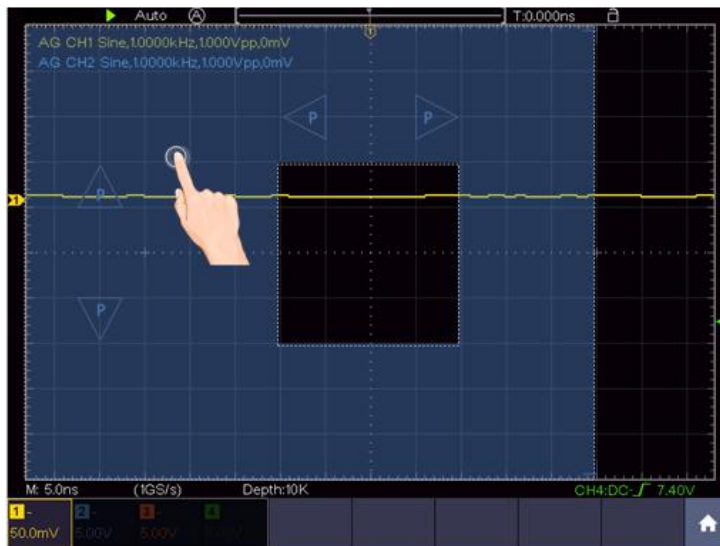 Auto A T:0.000ns
T
AG CH1 Sine,1.0000kHz,1.000Vpp,0mV
AG CH2 Sine,1.0000kHz,1.000Vpp,0mV
P P
P
1
P
M: 5.0ns (1GS/s) Depth:10K CH4:DC- 7.40V
1 - 2 - 3 - 4
50.0mV 5.00V 5.00V